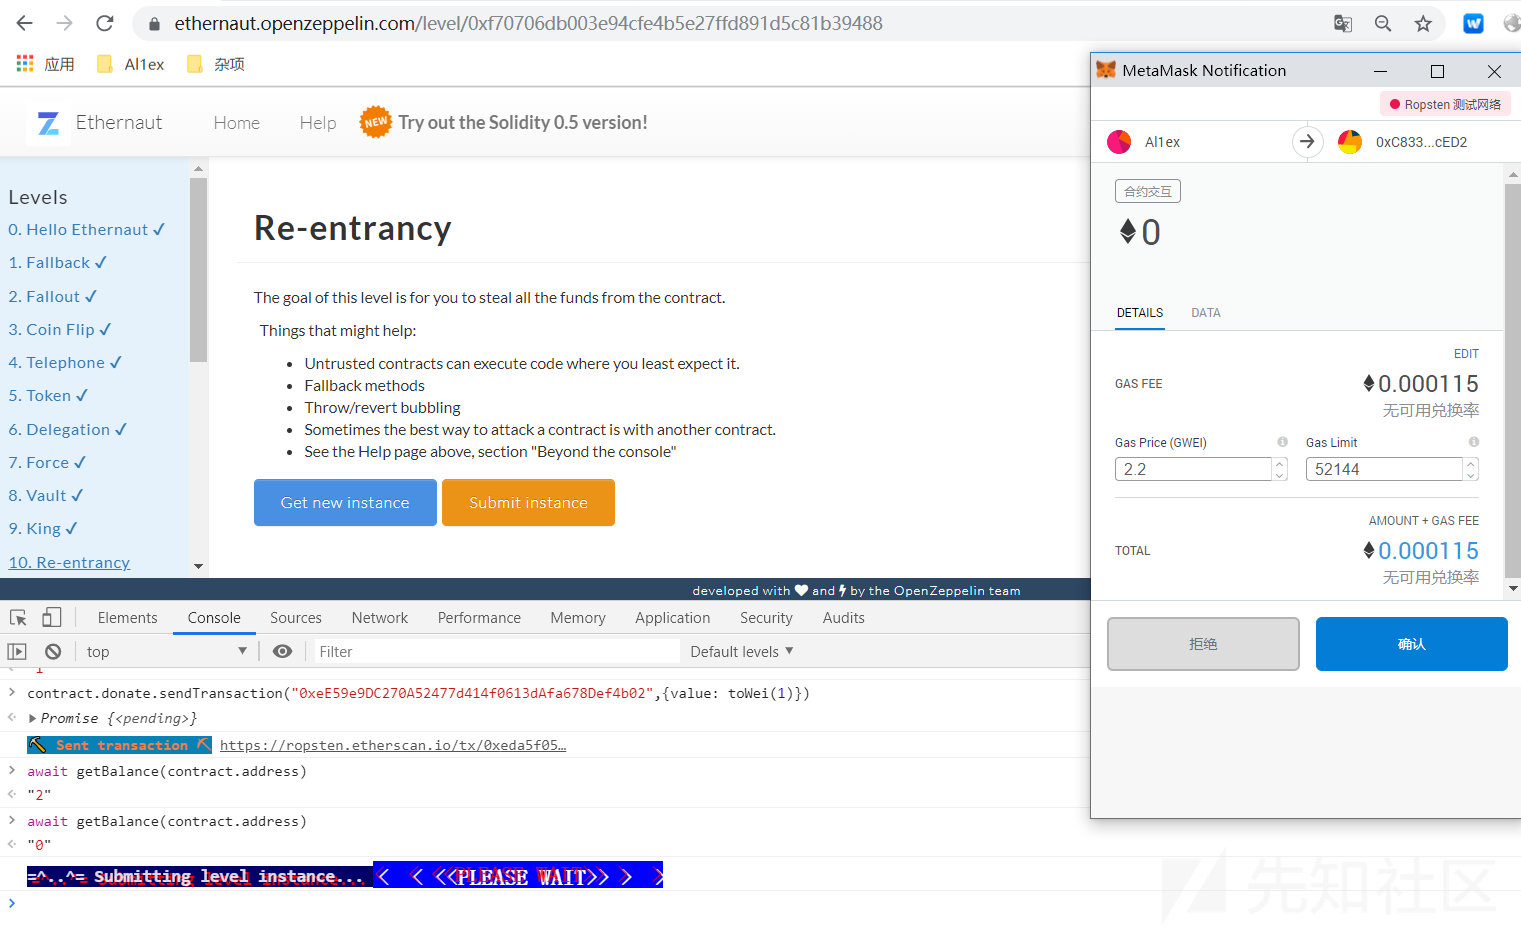 ethernaut.openzeppelin.com/level/0xf70706db003e94cfe4b5e27ffd891d5c81b39488
应用 Al1ex 杂项
Ethernaut Home Help NEW Try out the Solidity 0.5 version!
Levels
0. Hello Ethernaut ✓
1. Fallback ✓
2. Fallout ✓
3. Coin Flip ✓
4. Telephone ✓
5. Token ✓
6. Delegation ✓
7. Force ✓
8. Vault ✓
9. King ✓
10. Re-entrancy
Re-entrancy
The goal of this level is for you to steal all the funds from the contract.
Things that might help:
• Untrusted contracts can execute code where you least expect it.
• Fallback methods
• Throw/revert bubbling
• Sometimes the best way to attack a contract is with another contract.
• See the Help page above, section "Beyond the console"
Get new instance Submit instance
developed with ❤ and ⚡ by the OpenZeppelin team
MetaMask Notification
Ropsten 测试网络
Al1ex → 0xC833...cED2
合约交互
0
DETAILS DATA
EDIT
GAS FEE 0.000115
无可用兑换率
Gas Price (GWEI) Gas Limit
2.2 52144
AMOUNT + GAS FEE
TOTAL 0.000115
无可用兑换率
拒绝 确认
Elements Console Sources Network Performance Memory Application Security Audits
top Filter Default levels ▼
> contract.donate.sendTransaction("0xeE59e9DC270A52477d414f0613dAfa678Def4b02",{value: toWei(1)})
▶ Promise {<pending>}
Sent transaction https://ropsten.etherscan.io/tx/0xeda5f05…
> await getBalance(contract.address)
"2"
> await getBalance(contract.address)
"0"
=^..^= Submitting level instance... < < <<PLEASE WAIT>> > >
>
先知社区